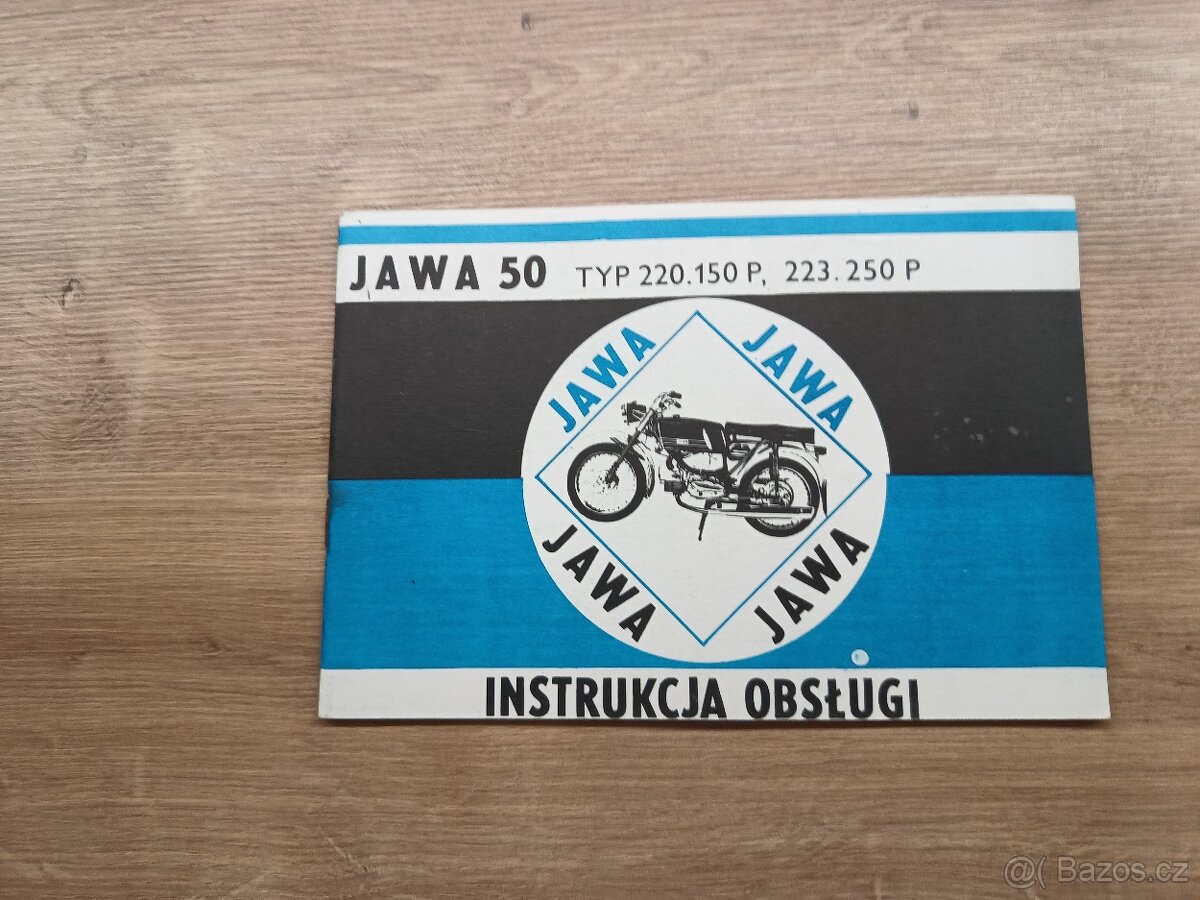 JAWA 50 TYP 220.150 P, 223.250 P
JAWA JAWA
JAWA JAWA
INSTRUKCJA OBSŁUGI
@( Bazos.cz